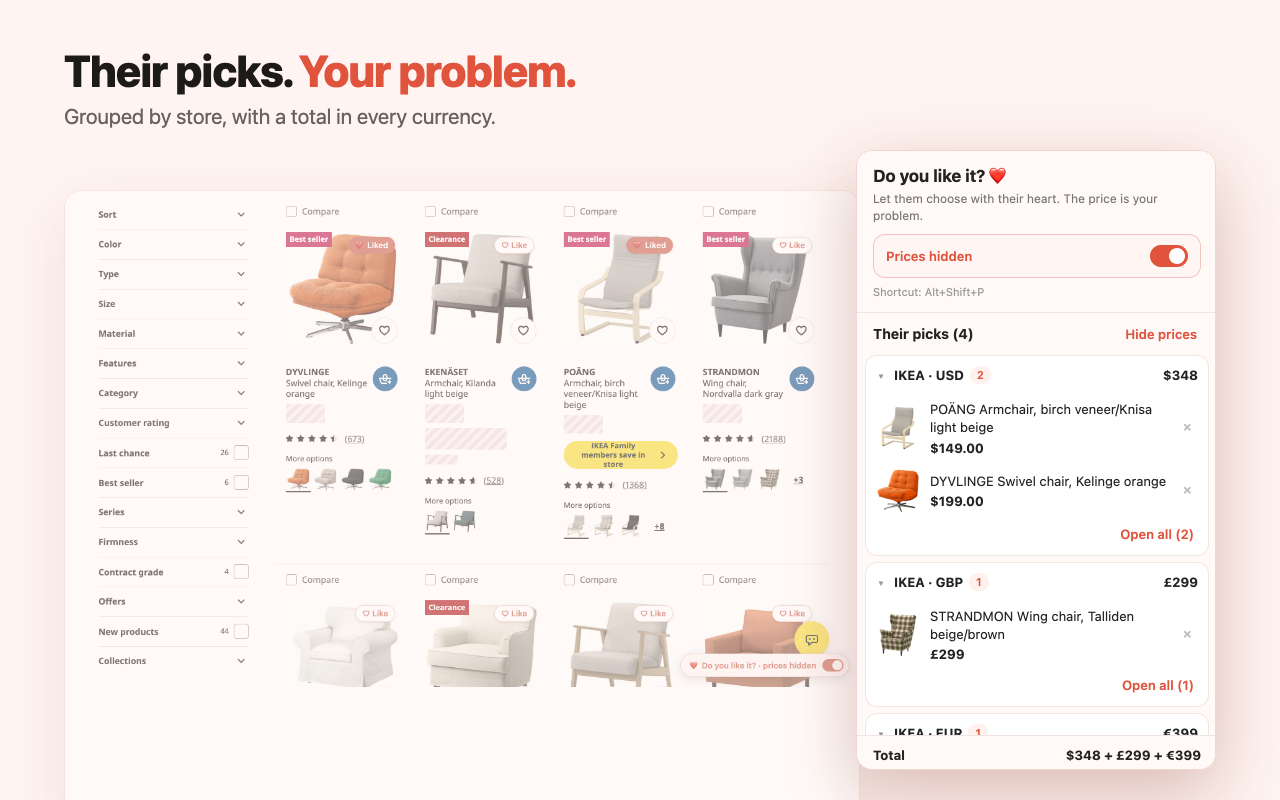 Their picks. Your problem.
Grouped by store, with a total in every currency.
Sort
Color
Type
Size
Material
Features
Category
Customer rating
Last chance 26
Best seller 6
Series
Firmness
Contract grade 4
Offers
New products 44
Collections
Compare
Best seller
Liked
DYVLINGE
Swivel chair, Kelinge
orange
(673)
More options
Compare
Clearance
Like
EKENÄSET
Armchair, Kilanda
light beige
(528)
More options
Compare
Best seller
Liked
POÄNG
Armchair, birch
veneer/Knisa light
beige
IKEA Family
members save in
store
(1368)
More options
+8
Compare
Best seller
Like
STRANDMON
Wing chair,
Nordvalla dark gray
(2188)
More options
+3
Compare
Like
Compare
Clearance
Like
Compare
Like
Compare
Like
Do you like it? · prices hidden
Do you like it? ❤️
Let them choose with their heart. The price is your
problem.
Prices hidden
Shortcut: Alt+Shift+P
Their picks (4)
Hide prices
▼ IKEA · USD 2 $348
POÄNG Armchair, birch veneer/Knisa
light beige
$149.00
×
DYVLINGE Swivel chair, Kelinge orange
$199.00
×
Open all (2)
▼ IKEA · GBP 1 £299
STRANDMON Wing chair, Talliden
beige/brown
£299
×
Open all (1)
▼ IKEA · EUR 1 €399
Total $348 + £299 + €399